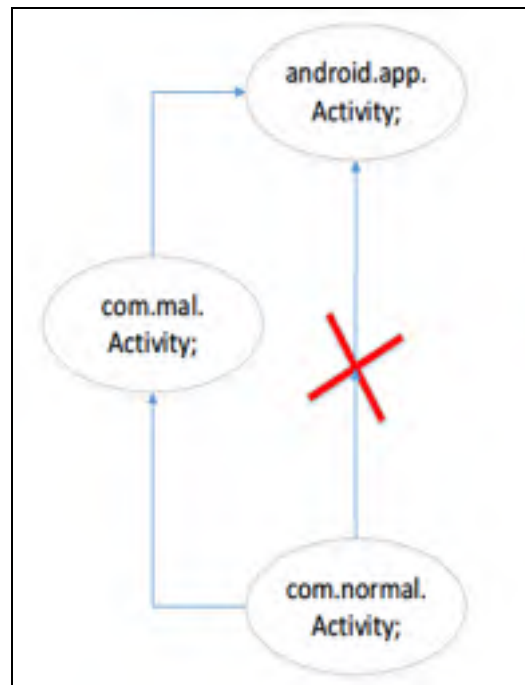 android.app.
Activity;
com.mal.
Activity;
com.normal.
Activity;